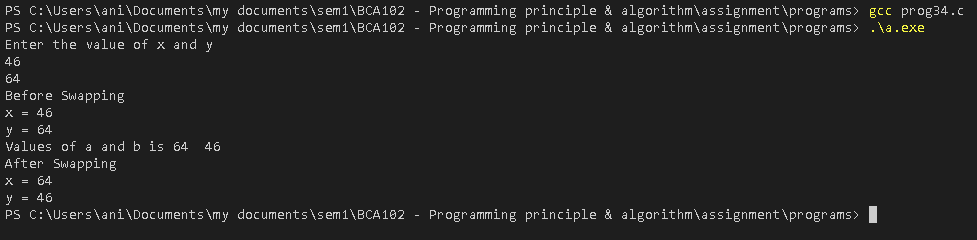 PS C:\Users\ani\Documents\my documents\sem1\BCA102 - Programming principle & algorithm\assignment\programs> gcc prog34.c
PS C:\Users\ani\Documents\my documents\sem1\BCA102 - Programming principle & algorithm\assignment\programs> .\a.exe
Enter the value of x and y
46
64
Before Swapping
x = 46
y = 64
Values of a and b is 64  46
After Swapping
x = 64
y = 46
PS C:\Users\ani\Documents\my documents\sem1\BCA102 - Programming principle & algorithm\assignment\programs>